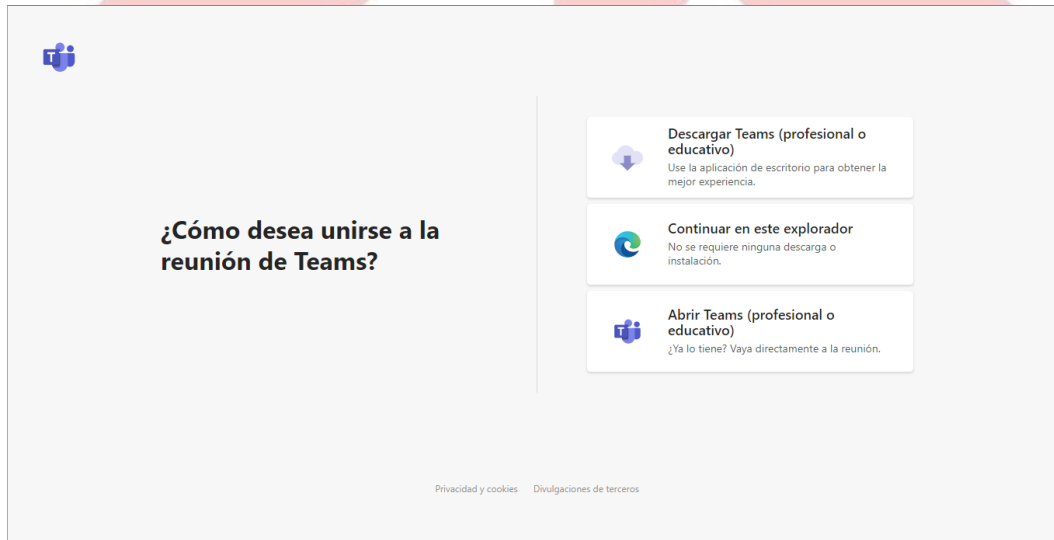 ¿Cómo desea unirse a la
reunión de Teams?
Descargar Teams (profesional o
educativo)
Use la aplicación de escritorio para obtener la
mejor experiencia.
Continuar en este explorador
No se requiere ninguna descarga o
instalación.
Abrir Teams (profesional o
educativo)
¿Ya lo tiene? Vaya directamente a la reunión.
Privacidad y cookies
Divulgaciones de terceros